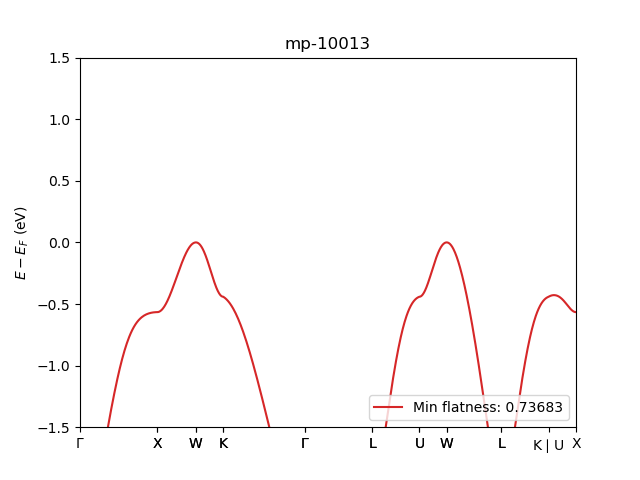 mp-10013
1.5
1.0
0.5
0.0
−0.5
−1.0
−1.5
E − E_F (eV)
Min flatness: 0.73683
Γ X W K Γ L U W L K | U X